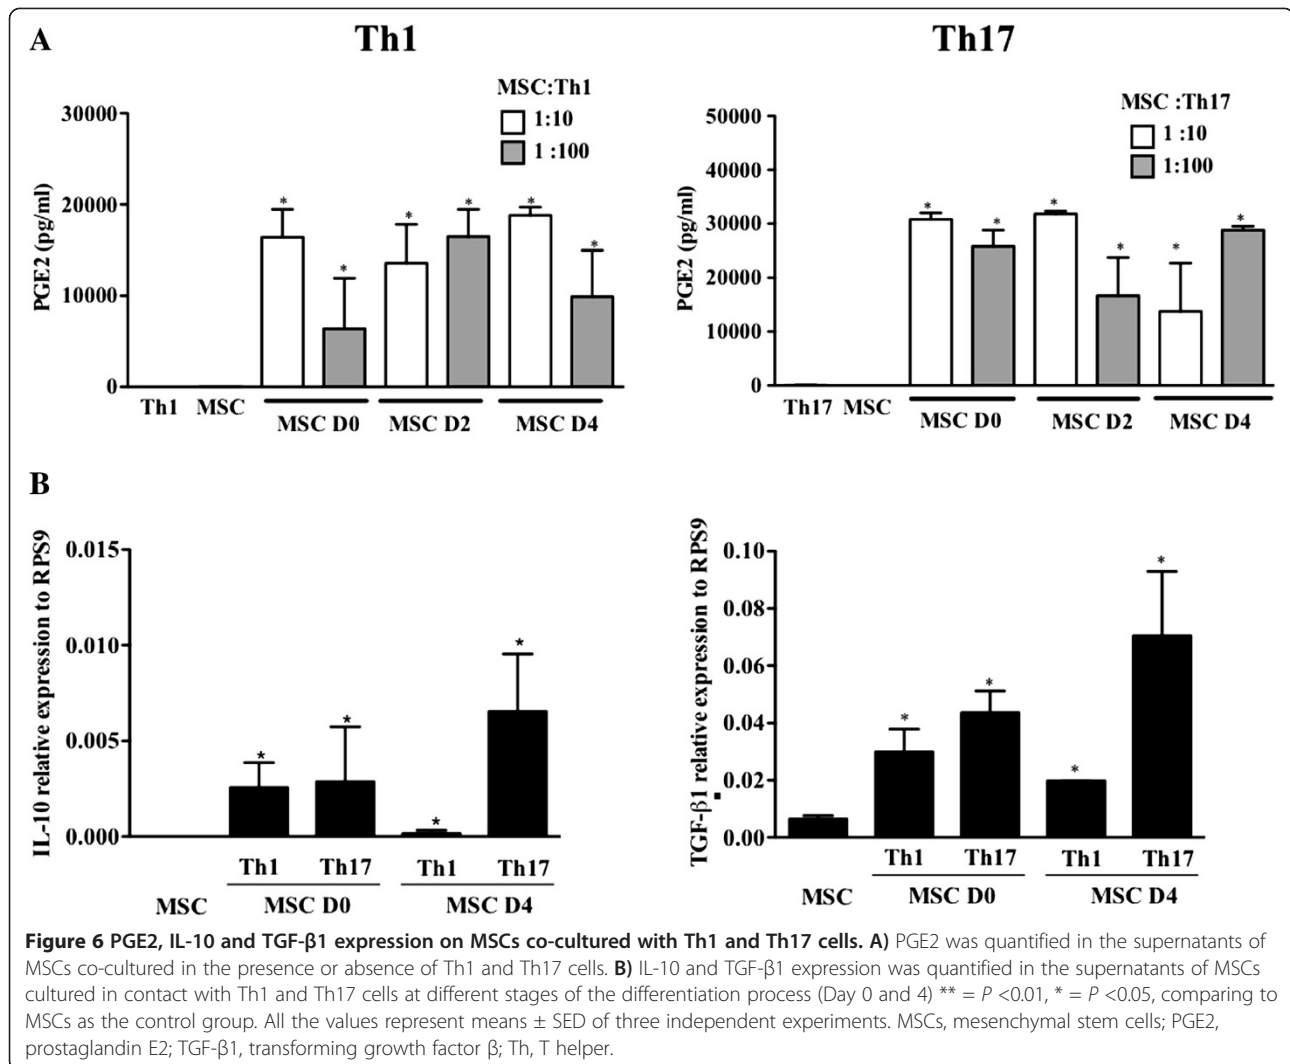 A
Th1
Th17
MSC:Th1
1:10
1 :100
PGE2 (pg/ml)
30000
20000
10000
0
Th1 MSC
MSC D0 MSC D2 MSC D4
* * * * * *
MSC :Th17
1 :10
1:100
PGE2 (pg/ml)
50000
40000
30000
20000
10000
0
Th17 MSC
MSC D0 MSC D2 MSC D4
* * * * * *
B
IL-10 relative expression to RPS9
0.015
0.010
0.005
0.000
* * * *
Th1 Th17 Th1 Th17
MSC MSC D0 MSC D4
TGF-β1 relative expression to RPS9
0.10
0.08
0.06
0.04
0.02
0.00
* * * *
Th1 Th17 Th1 Th17
MSC MSC D0 MSC D4
Figure 6 PGE2, IL-10 and TGF-β1 expression on MSCs co-cultured with Th1 and Th17 cells. A) PGE2 was quantified in the supernatants of
MSCs co-cultured in the presence or absence of Th1 and Th17 cells. B) IL-10 and TGF-β1 expression was quantified in the supernatants of MSCs
cultured in contact with Th1 and Th17 cells at different stages of the differentiation process (Day 0 and 4) ** = P <0.01, * = P <0.05, comparing to
MSCs as the control group. All the values represent means ± SED of three independent experiments. MSCs, mesenchymal stem cells; PGE2,
prostaglandin E2; TGF-β1, transforming growth factor β; Th, T helper.